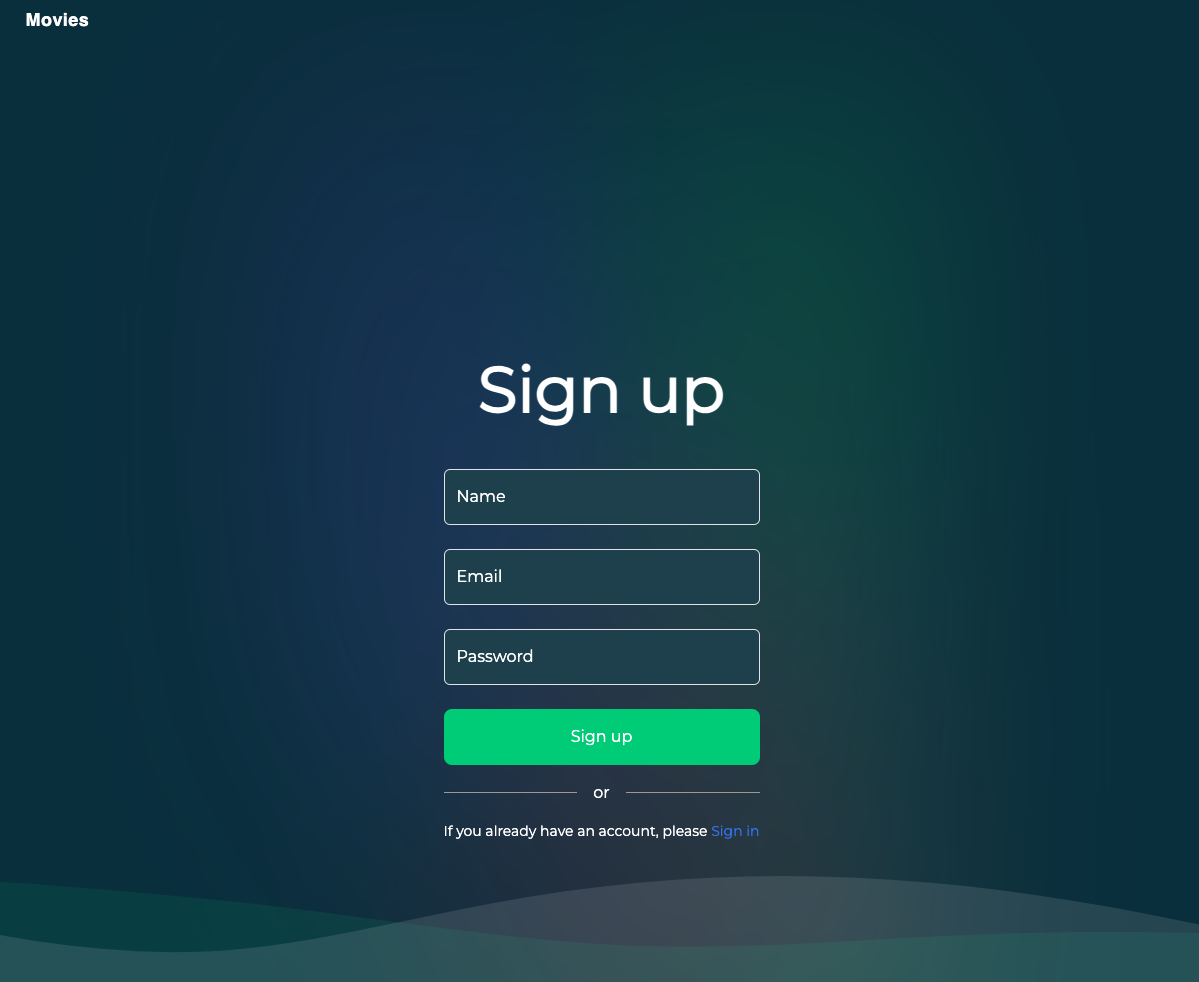 Movies
Sign up
Name
Email
Password
Sign up
or
If you already have an account, please Sign in